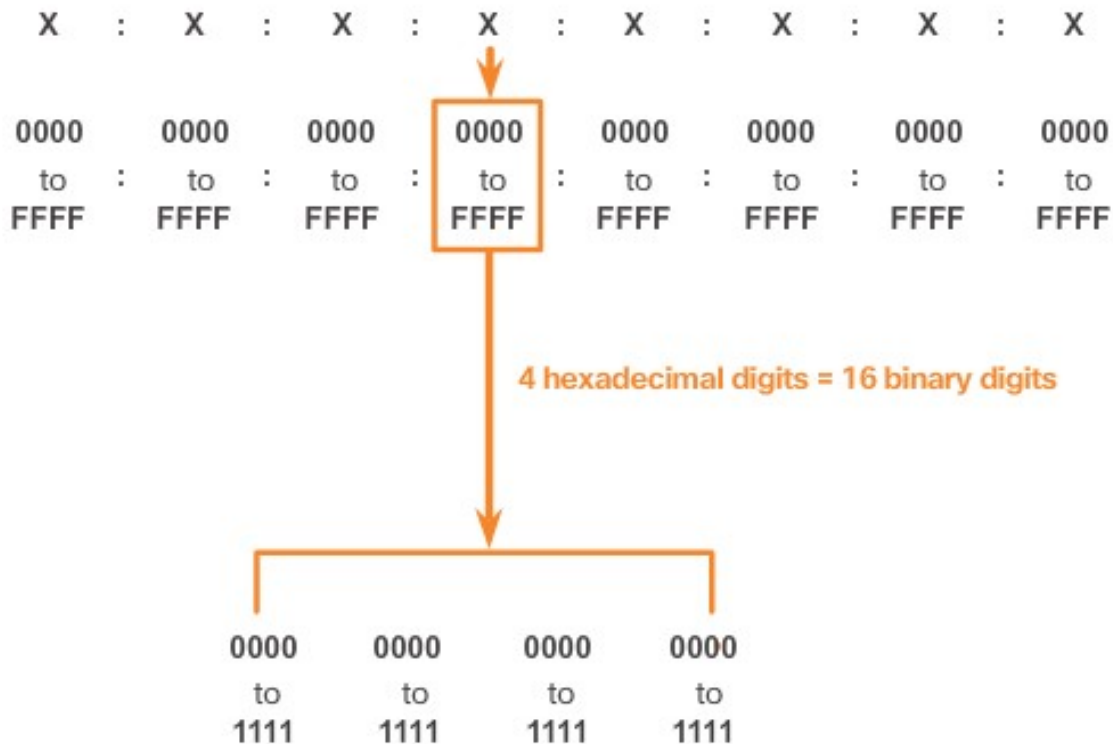 X : X : X : X : X : X : X : X
0000 0000 0000 0000 0000 0000 0000 0000
to : to : to : to : to : to : to : to
FFFF FFFF FFFF FFFF FFFF FFFF FFFF FFFF
4 hexadecimal digits = 16 binary digits
0000 0000 0000 0000
to to to to
1111 1111 1111 1111